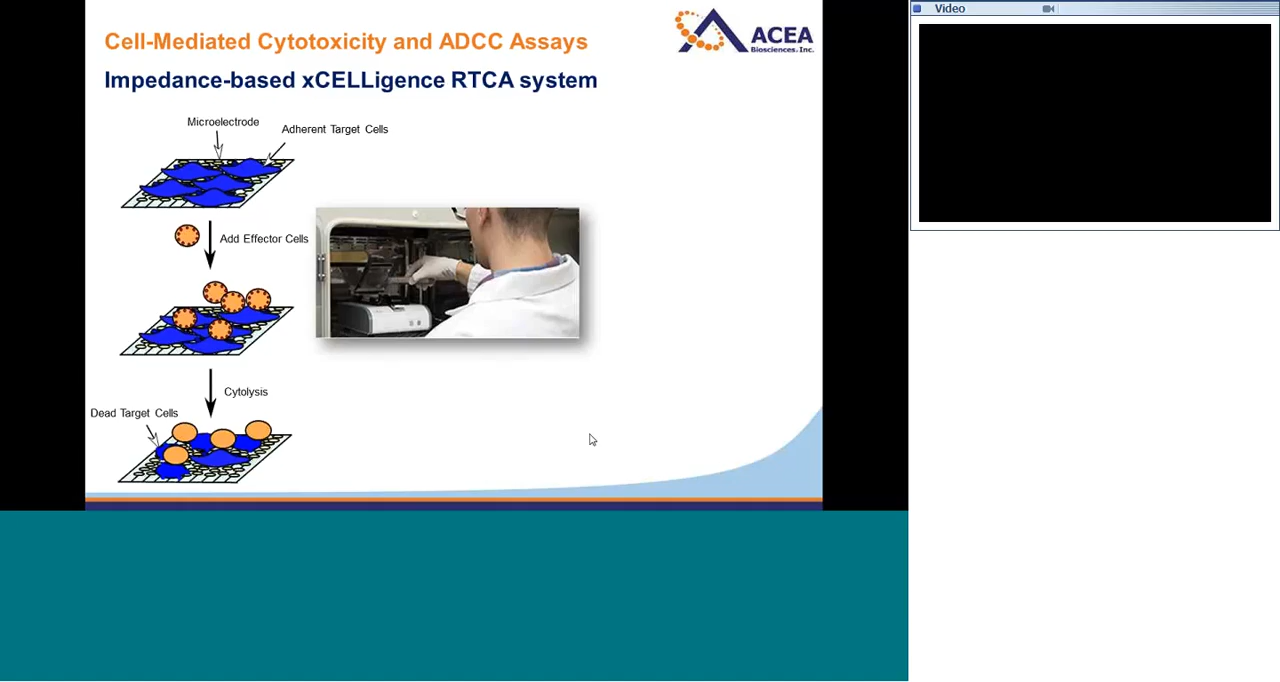 Cell-Mediated Cytotoxicity and ADCC Assays
ACEA
Biosciences, Inc.
Impedance-based xCELLigence RTCA system
Microelectrode
Adherent Target Cells
Add Effector Cells
Cytolysis
Dead Target Cells
Video